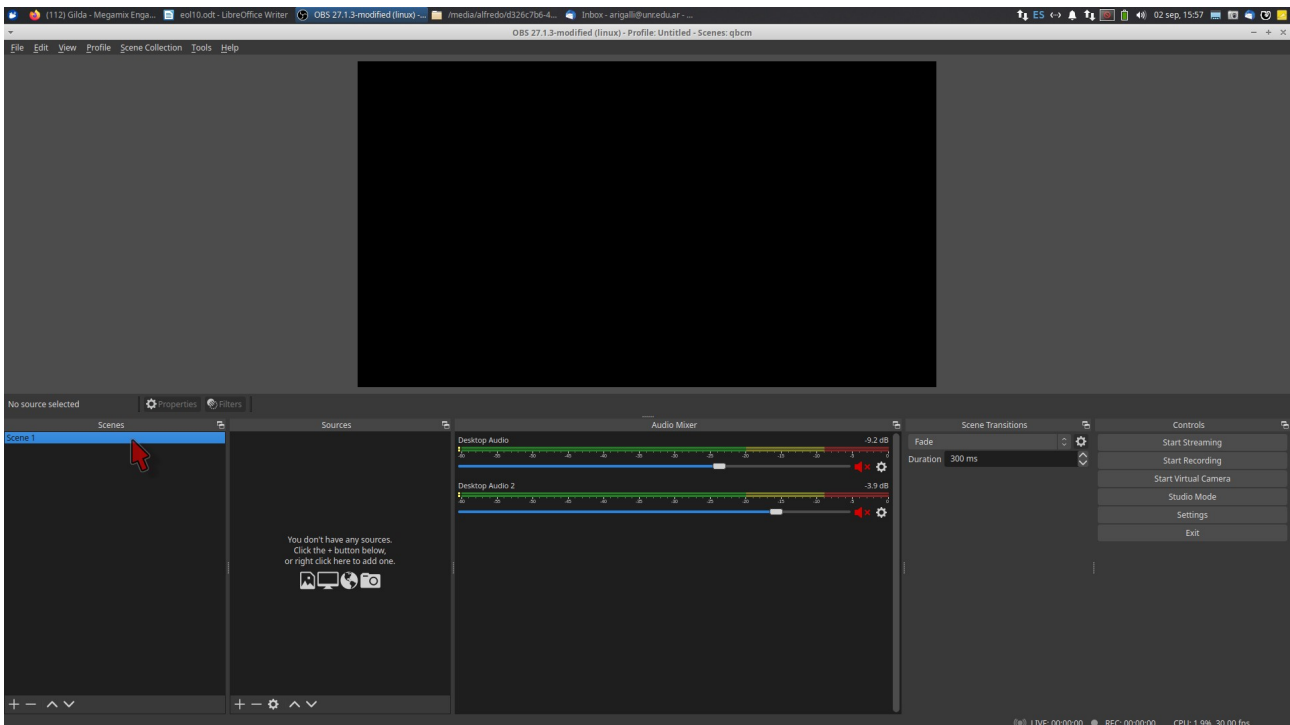 (112) Gilda - Megamix Enga... eol10.odt - LibreOffice Writer OBS 27.1.3-modified (linux) -... /media/alfredo/d326c7b6-4... Inbox - arigalli@unr.edu.ar - ... ES 02 sep, 15:57
OBS 27.1.3-modified (linux) - Profile: Untitled - Scenes: qbcm
File Edit View Profile Scene Collection Tools Help
No source selected Properties Filters
Scenes Sources Audio Mixer Scene Transitions Controls
Scene 1
Desktop Audio -9.2 dB
Fade
Duration 300 ms
Desktop Audio 2 -3.9 dB
Start Streaming
Start Recording
Start Virtual Camera
Studio Mode
Settings
Exit
You don't have any sources.
Click the + button below,
or right click here to add one.
LIVE: 00:00:00 REC: 00:00:00 CPU: 1.9%, 30.00 fps